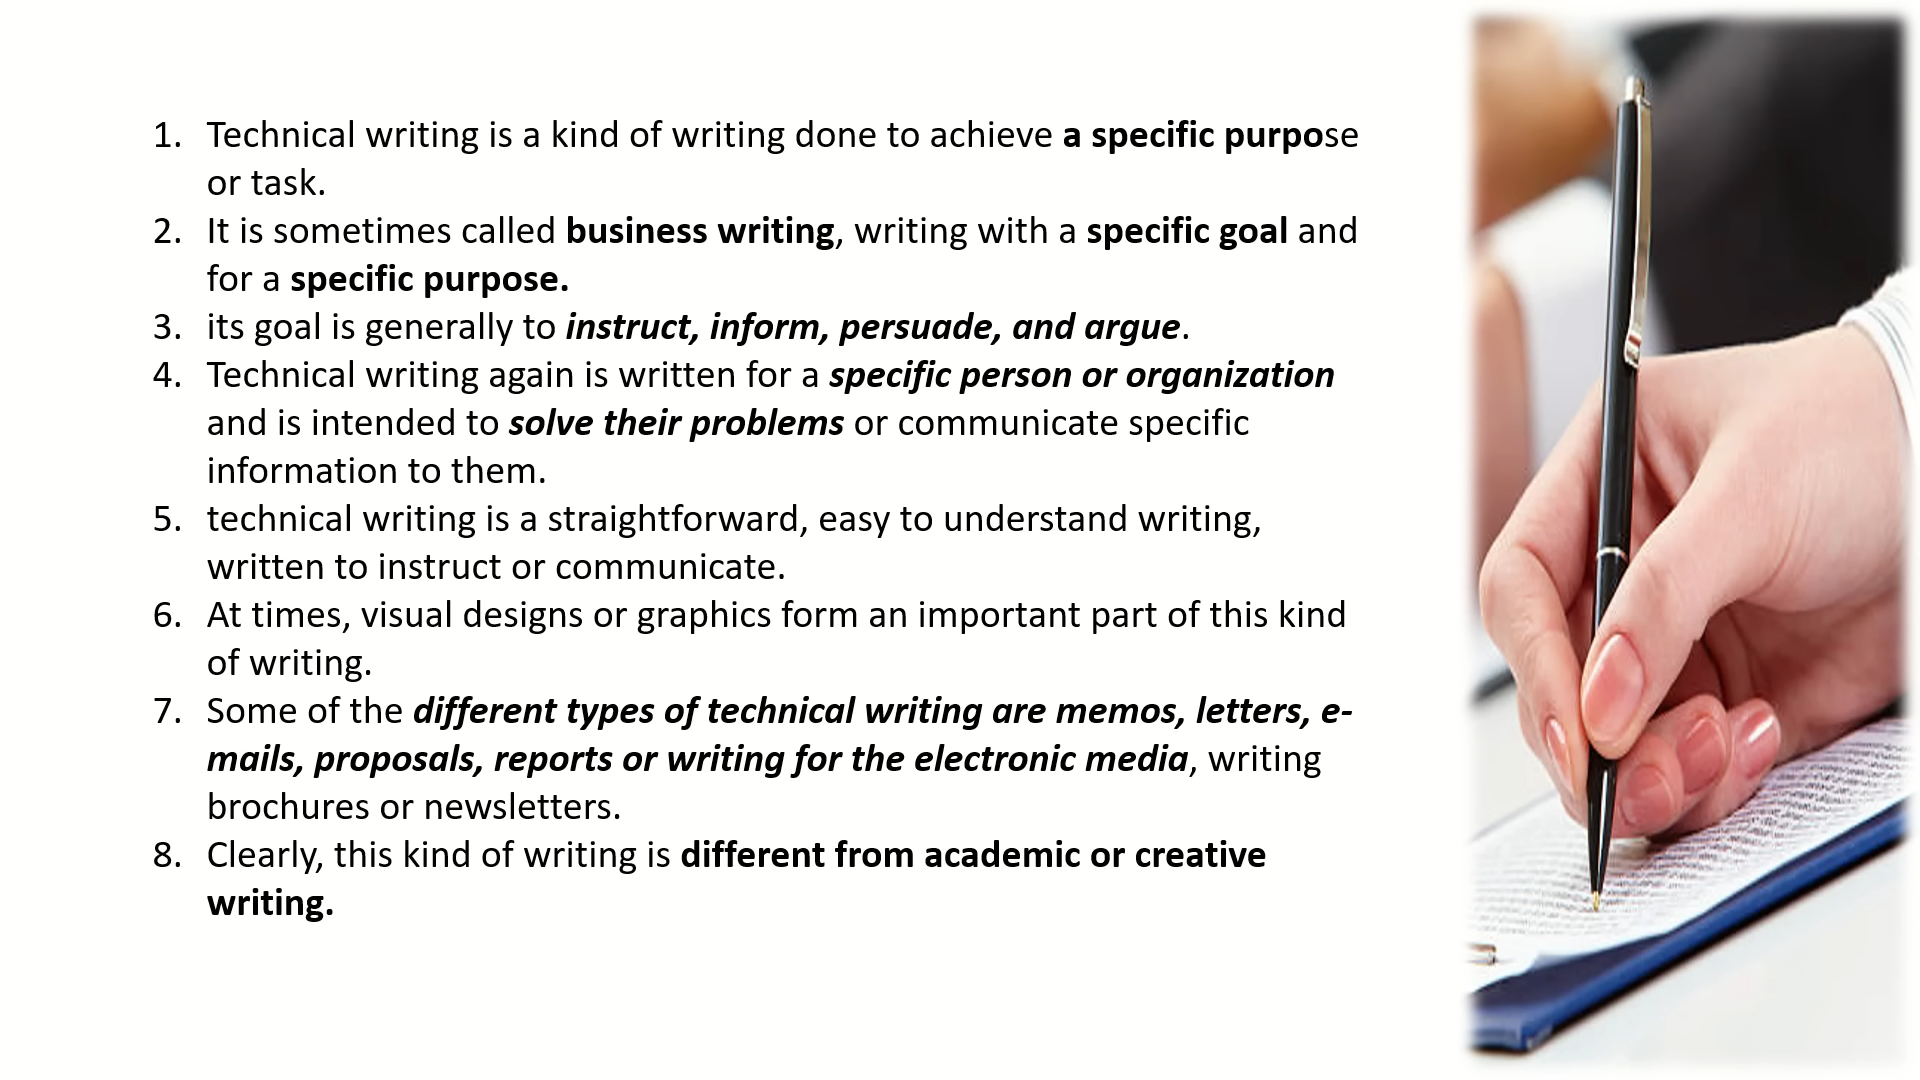 1. Technical writing is a kind of writing done to achieve a specific purpose
or task.
2. It is sometimes called business writing, writing with a specific goal and
for a specific purpose.
3. its goal is generally to instruct, inform, persuade, and argue.
4. Technical writing again is written for a specific person or organization
and is intended to solve their problems or communicate specific
information to them.
5. technical writing is a straightforward, easy to understand writing,
written to instruct or communicate.
6. At times, visual designs or graphics form an important part of this kind
of writing.
7. Some of the different types of technical writing are memos, letters, e-
mails, proposals, reports or writing for the electronic media, writing
brochures or newsletters.
8. Clearly, this kind of writing is different from academic or creative
writing.